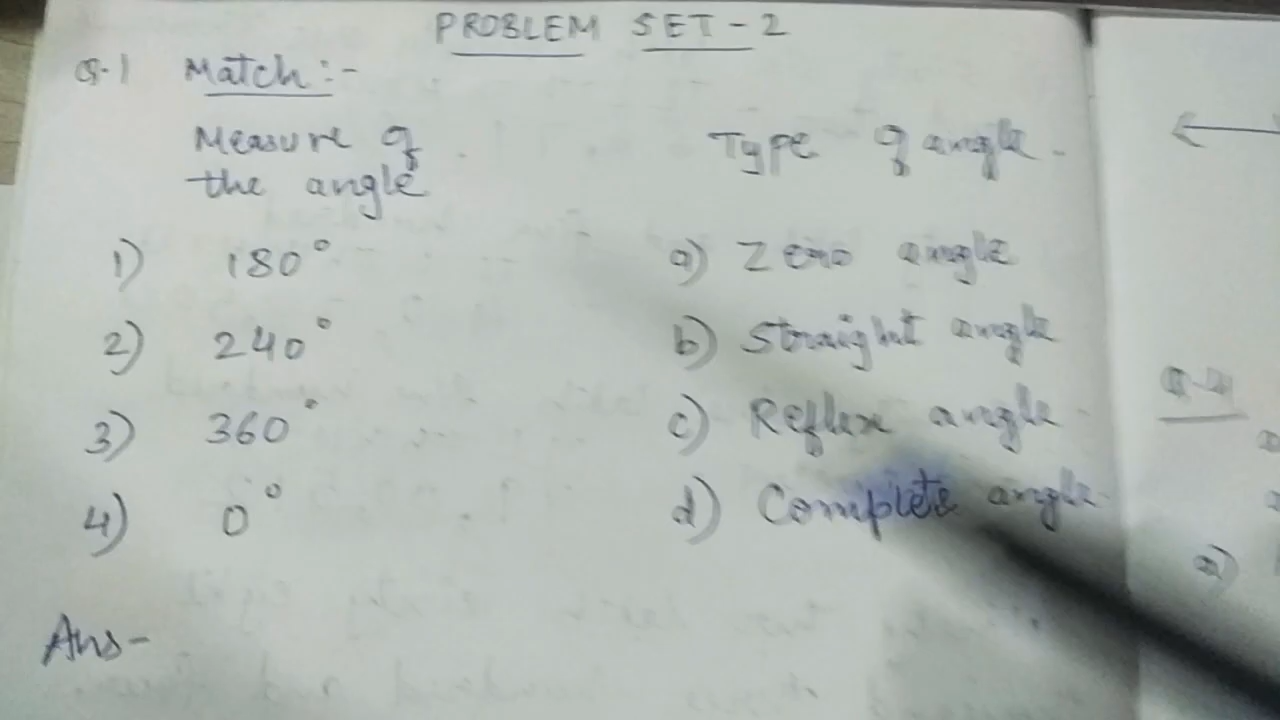 PROBLEM SET-2
Q.1 Match:-
Measure of the angle
Type of angle.
1) 180° a) Zero angle
2) 240° b) Straight angle
3) 360° c) Reflex angle
4) 0° d) Complete angle.
Ans-